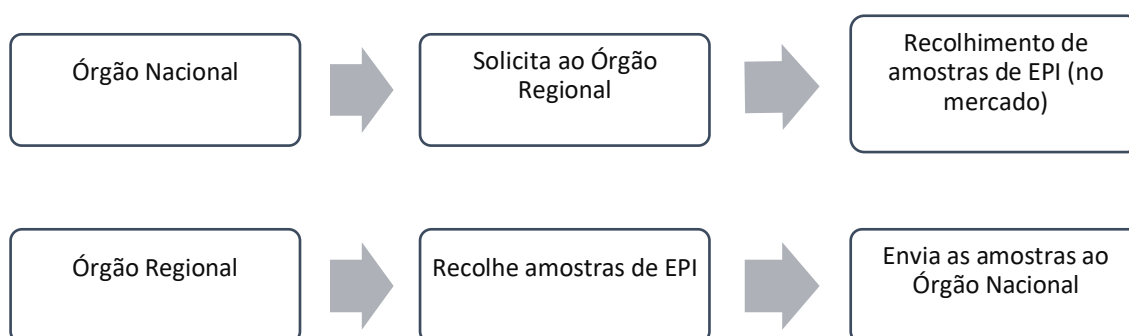 Órgão Nacional
Solicita ao Órgão
Regional
Recolhimento de
amostras de EPI (no
mercado)
Órgão Regional
Recolhe amostras de EPI
Envia as amostras ao
Órgão Nacional